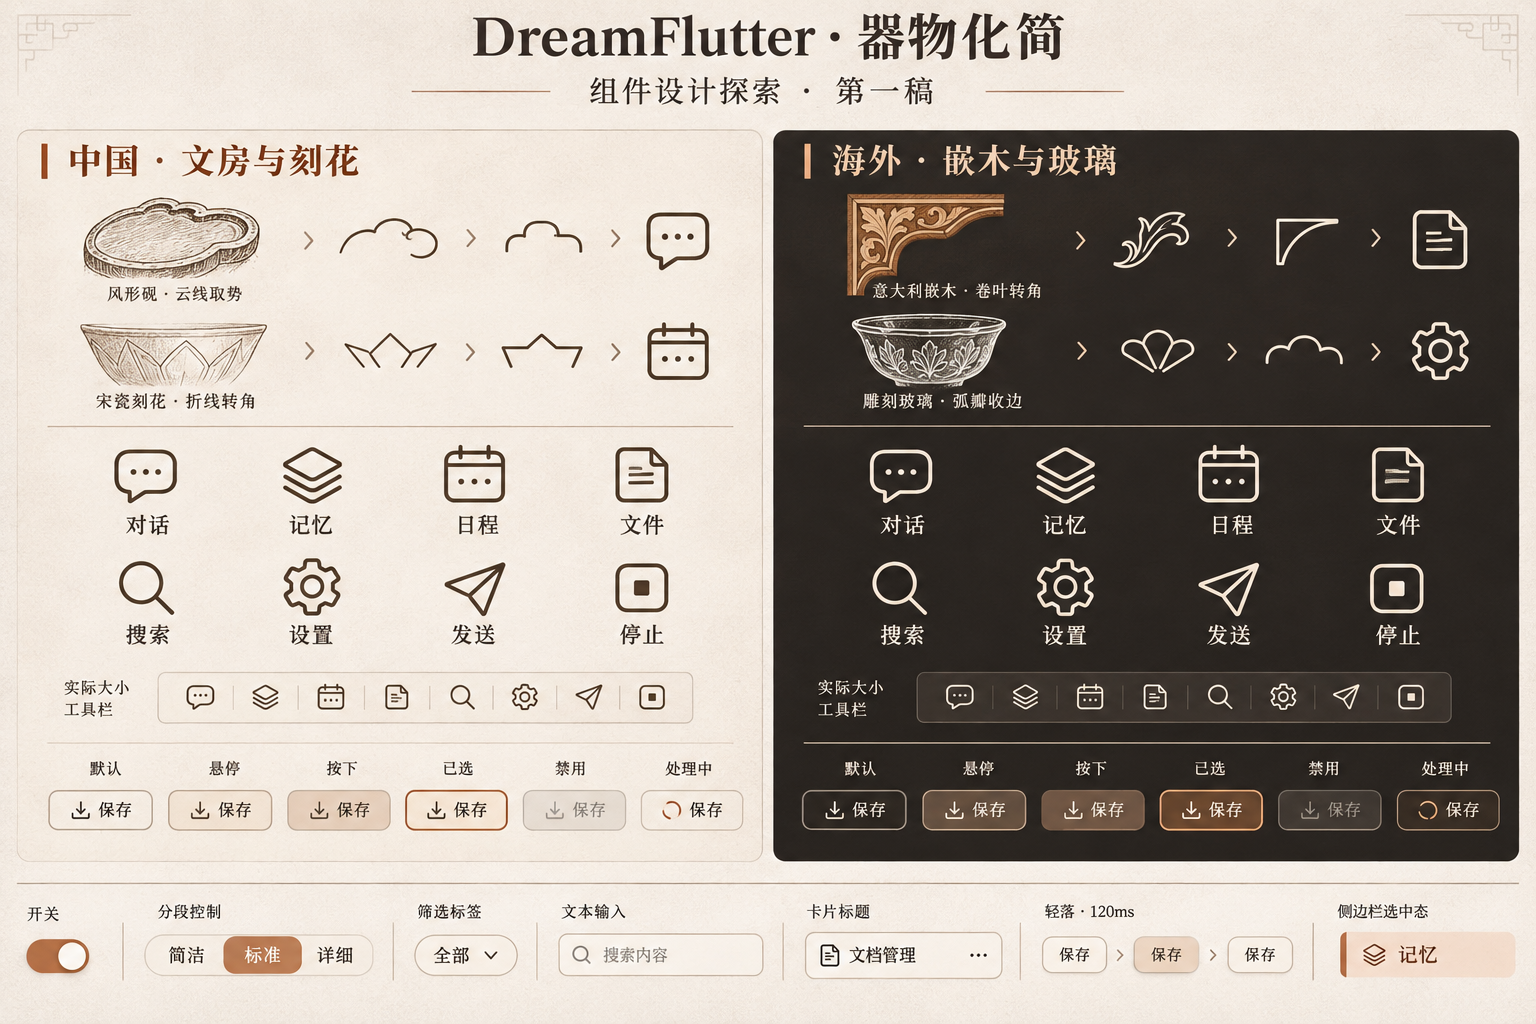 DreamFlutter · 器物化简
组件设计探索 · 第一稿
中国 · 文房与刻花
风形砚 · 云线取势
宋瓷刻花 · 折线转角
对话 记忆 日程 文件
搜索 设置 发送 停止
实际大小
工具栏
默认 悬停 按下 已选 禁用 处理中
保存 保存 保存 保存 保存 保存
海外 · 嵌木与玻璃
意大利嵌木 · 卷叶转角
雕刻玻璃 · 弧瓣收边
对话 记忆 日程 文件
搜索 设置 发送 停止
实际大小
工具栏
默认 悬停 按下 已选 禁用 处理中
保存 保存 保存 保存 保存 保存
开关
分段控制
简洁 标准 详细
筛选标签
全部
文本输入
搜索内容
卡片标题
文档管理
轻落 · 120ms
保存 保存 保存
侧边栏选中态
记忆